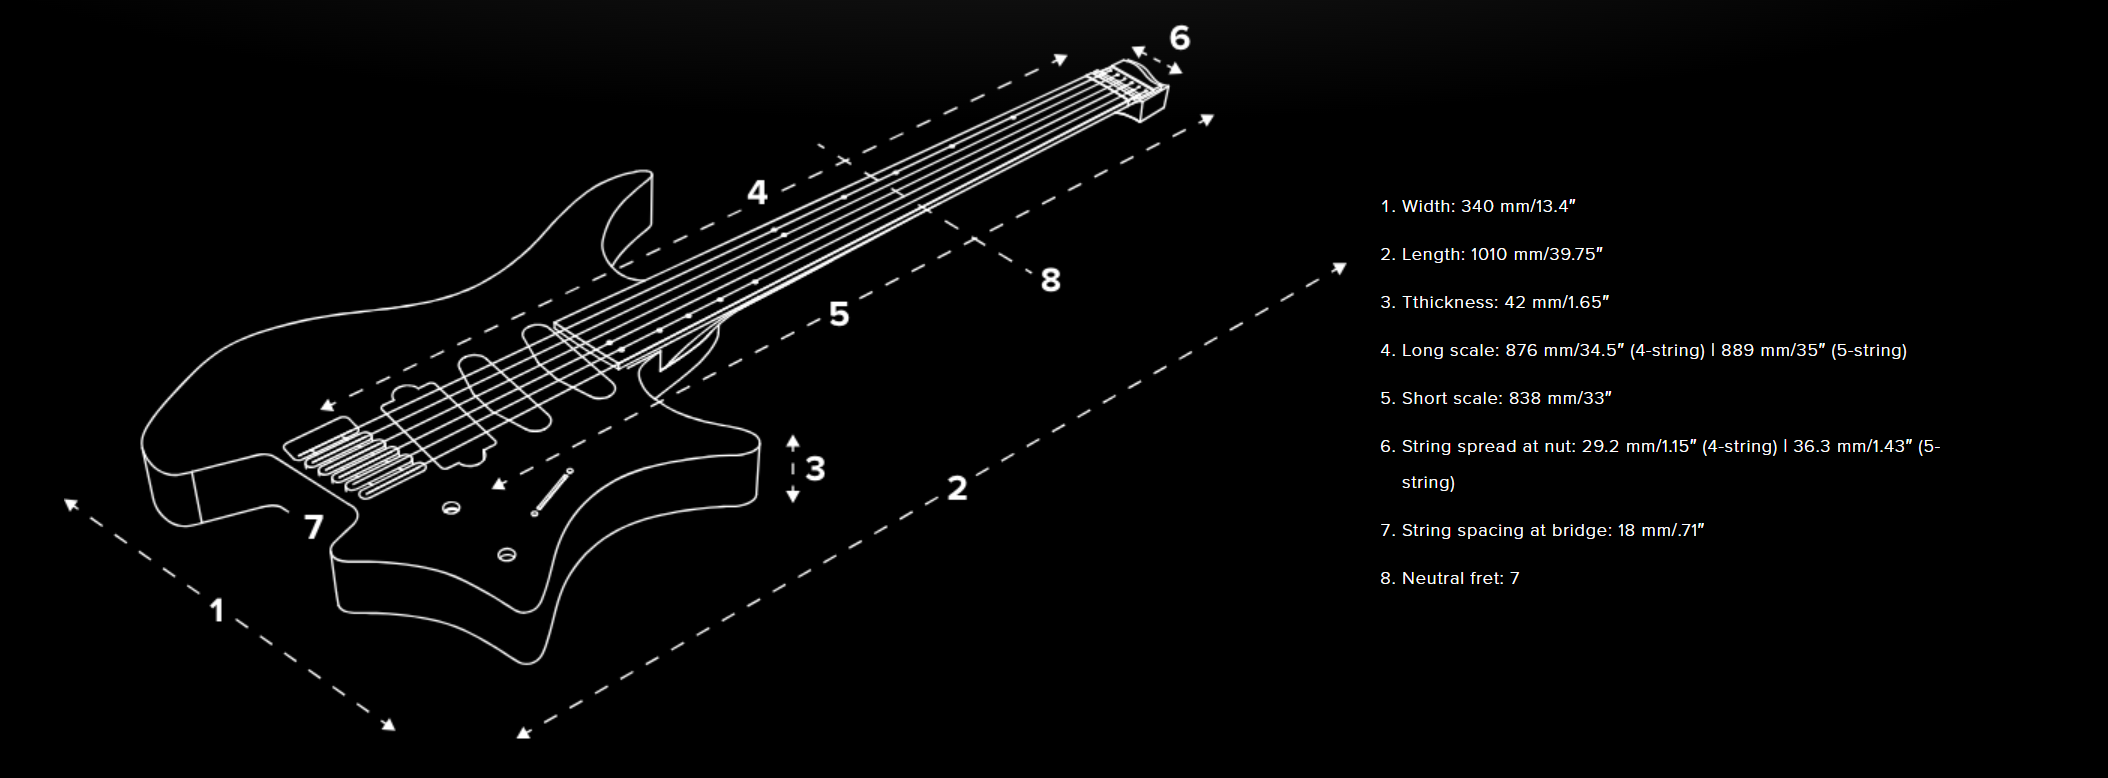 6
4
8
5
3
2
7
1
1. Width: 340 mm/13.4″
2. Length: 1010 mm/39.75″
3. Tthickness: 42 mm/1.65″
4. Long scale: 876 mm/34.5″ (4-string) | 889 mm/35″ (5-string)
5. Short scale: 838 mm/33″
6. String spread at nut: 29.2 mm/1.15″ (4-string) | 36.3 mm/1.43″ (5-
string)
7. String spacing at bridge: 18 mm/.71″
8. Neutral fret: 7